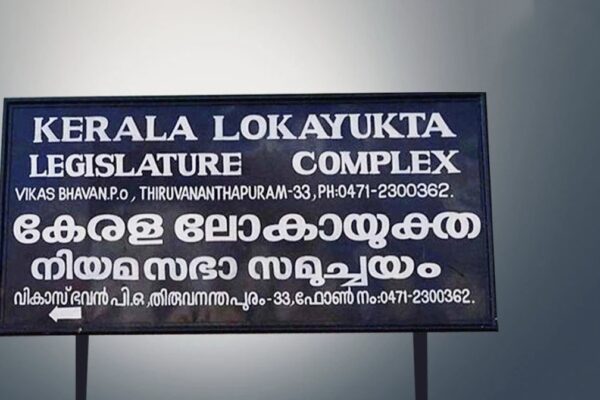 KERALA LOKAYUKTA
LEGISLATURE COMPLEX
VIKAS BHAVAN.P.o , THIRUVANANTHAPURAM-33, PH:0471-2300362.
കേരള ലോകായുക്ത
നിയമസഭാ സമുച്ചയം
വികാസ് ഭവൻ പി.ഒ ,തിരുവനന്തപുരം-33,ഫോൺ നം:0471-2300362.